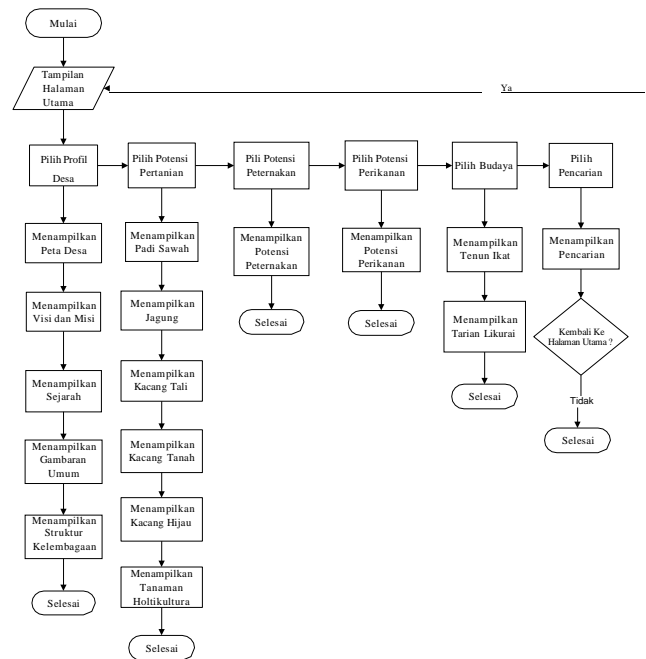 Mulai
Tampilan
Halaman
Utama
Ya
Pilih Profil
Desa
Pilih Potensi
Pertanian
Pili Potensi
Peternakan
Pilih Potensi
Perikanan
Pilih Budaya
Pilih
Pencarian
Menampilkan
Peta Desa
Menampilkan
Visi dan Misi
Menampilkan
Sejarah
Menampilkan
Gambaran
Umum
Menampilkan
Struktur
Kelembagaan
Selesai
Menampilkan
Padi Sawah
Menampilkan
Jagung
Menampilkan
Kacang Tali
Menampilkan
Kacang Tanah
Menampilkan
Kacang Hijau
Menampilkan
Tanaman
Holtikultura
Selesai
Menampilkan
Potensi
Peternakan
Selesai
Menampilkan
Potensi
Perikanan
Selesai
Menampilkan
Tenun Ikat
Menampilkan
Tarian Likurai
Selesai
Menampilkan
Pencarian
Kembali Ke
Halaman Utama ?
Tidak
Selesai